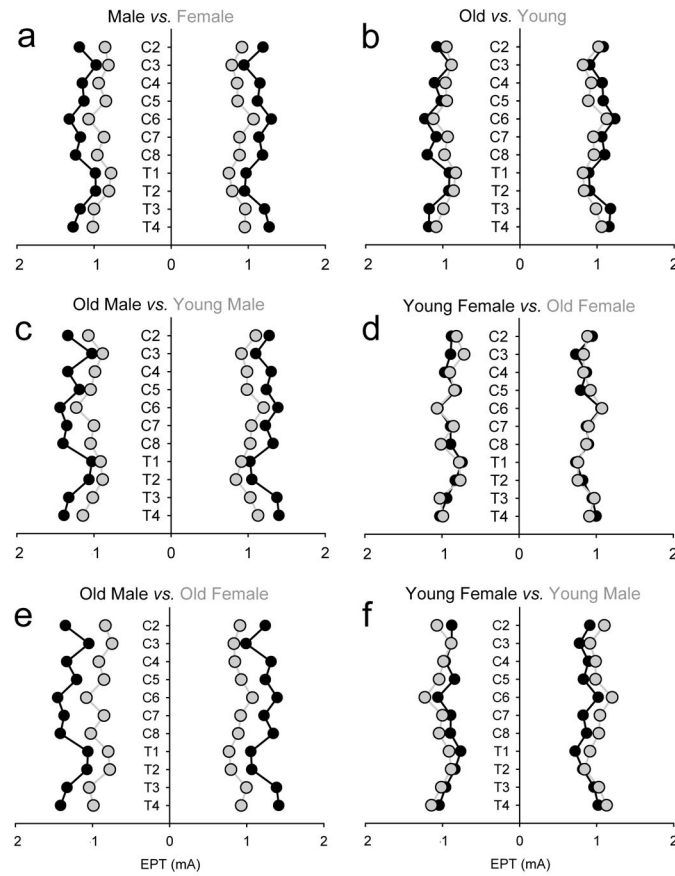 a
Male vs. Female
C2
C3
C4
C5
C6
C7
C8
T1
T2
T3
T4
2 1 0 1 2
b
Old vs. Young
C2
C3
C4
C5
C6
C7
C8
T1
T2
T3
T4
2 1 0 1 2
c
Old Male vs. Young Male
C2
C3
C4
C5
C6
C7
C8
T1
T2
T3
T4
2 1 0 1 2
d
Young Female vs. Old Female
C2
C3
C4
C5
C6
C7
C8
T1
T2
T3
T4
2 1 0 1 2
e
Old Male vs. Old Female
C2
C3
C4
C5
C6
C7
C8
T1
T2
T3
T4
2 1 0 1 2
EPT (mA)
f
Young Female vs. Young Male
C2
C3
C4
C5
C6
C7
C8
T1
T2
T3
T4
2 1 0 1 2
EPT (mA)